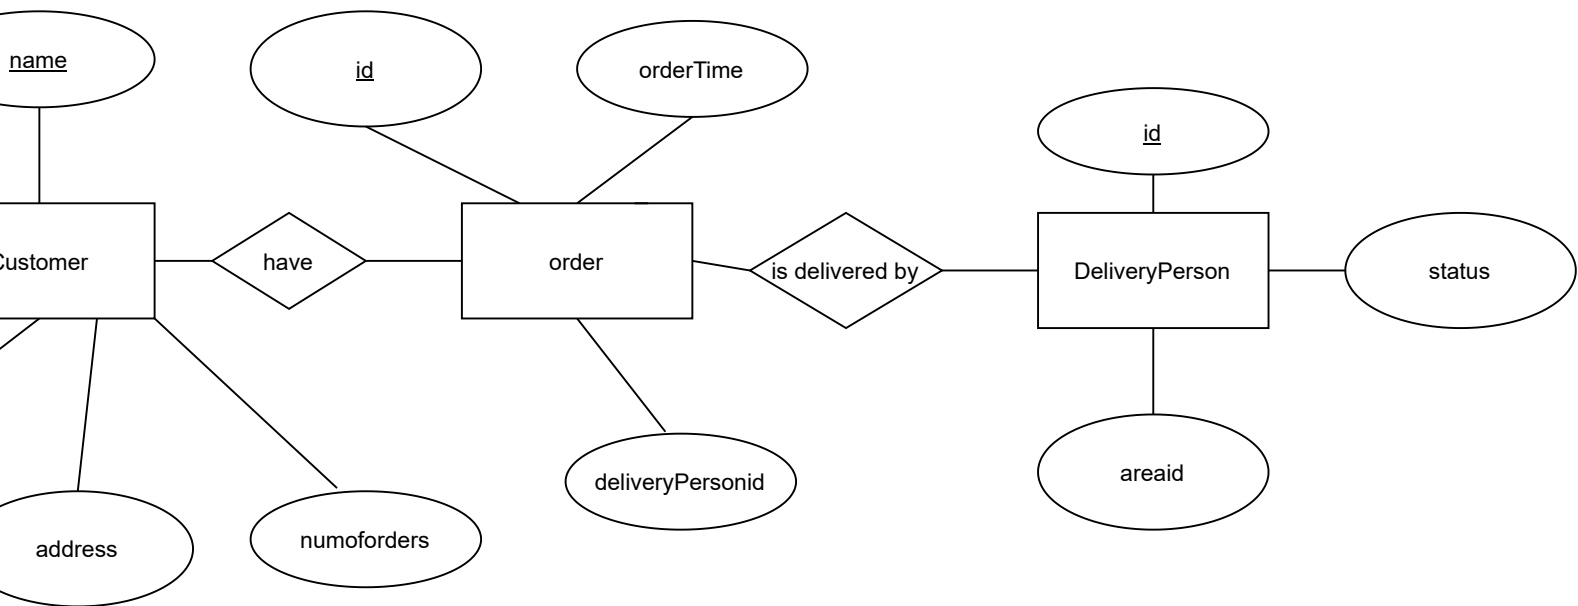 name
id
orderTime
id
Customer
have
order
is delivered by
DeliveryPerson
status
deliveryPersonid
areaid
address
numoforders